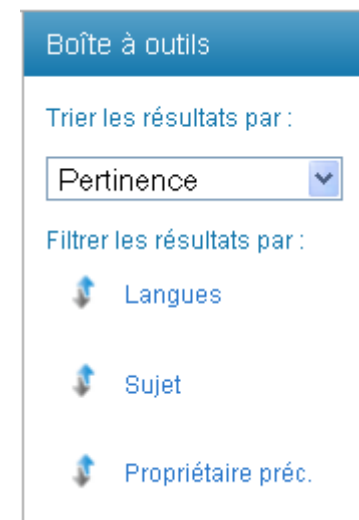 Boîte à outils
Trier les résultats par :
Pertinence
Filtrer les résultats par :
Langues
Sujet
Propriétaire préc.